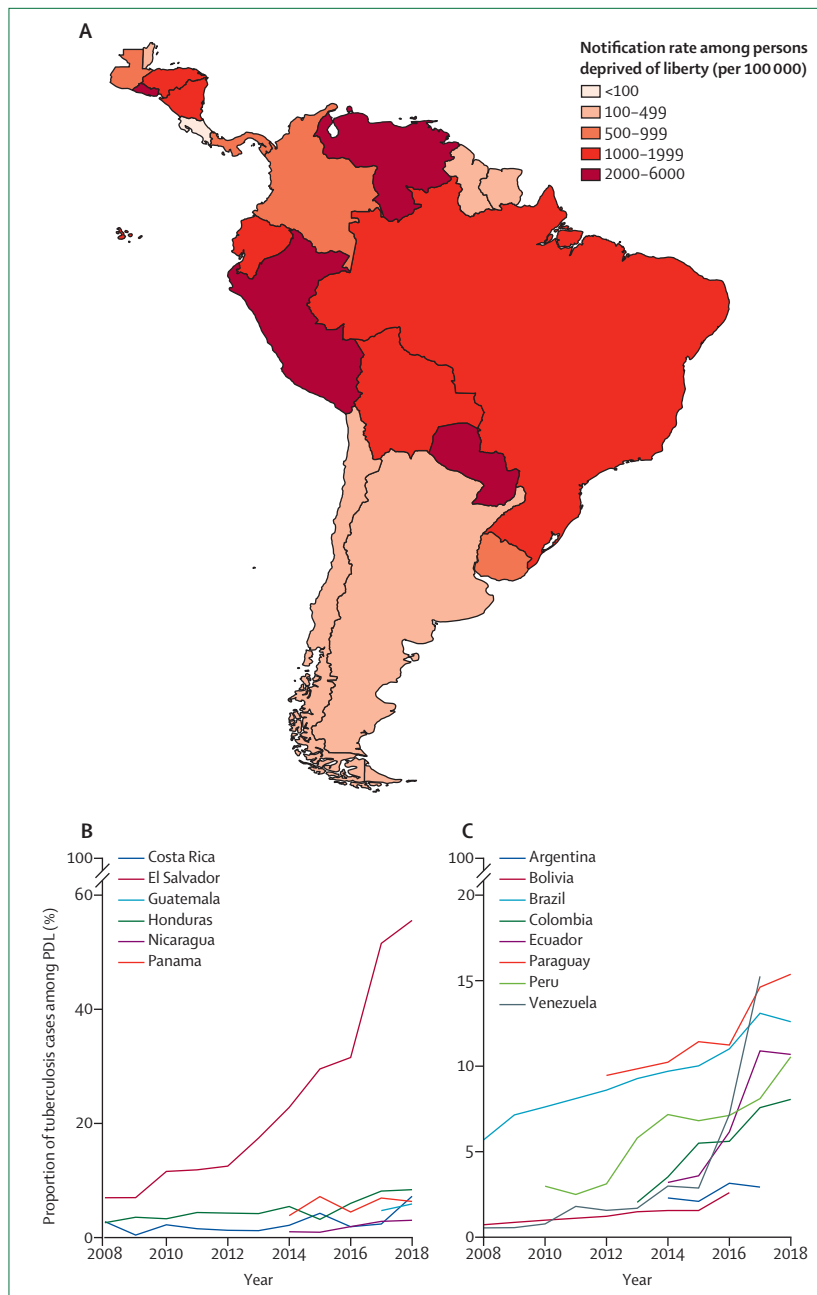 A
Notification rate among persons
deprived of liberty (per 100 000)
<100
100–499
500–999
1000–1999
2000–6000
B
Costa Rica
El Salvador
Guatemala
Honduras
Nicaragua
Panama
100
60
40
20
0
Proportion of tuberculosis cases among PDL (%)
2008
2010
2012
2014
2016
2018
Year
C
Argentina
Bolivia
Brazil
Colombia
Ecuador
Paraguay
Peru
Venezuela
100
20
15
10
5
0
2008
2010
2012
2014
2016
2018
Year